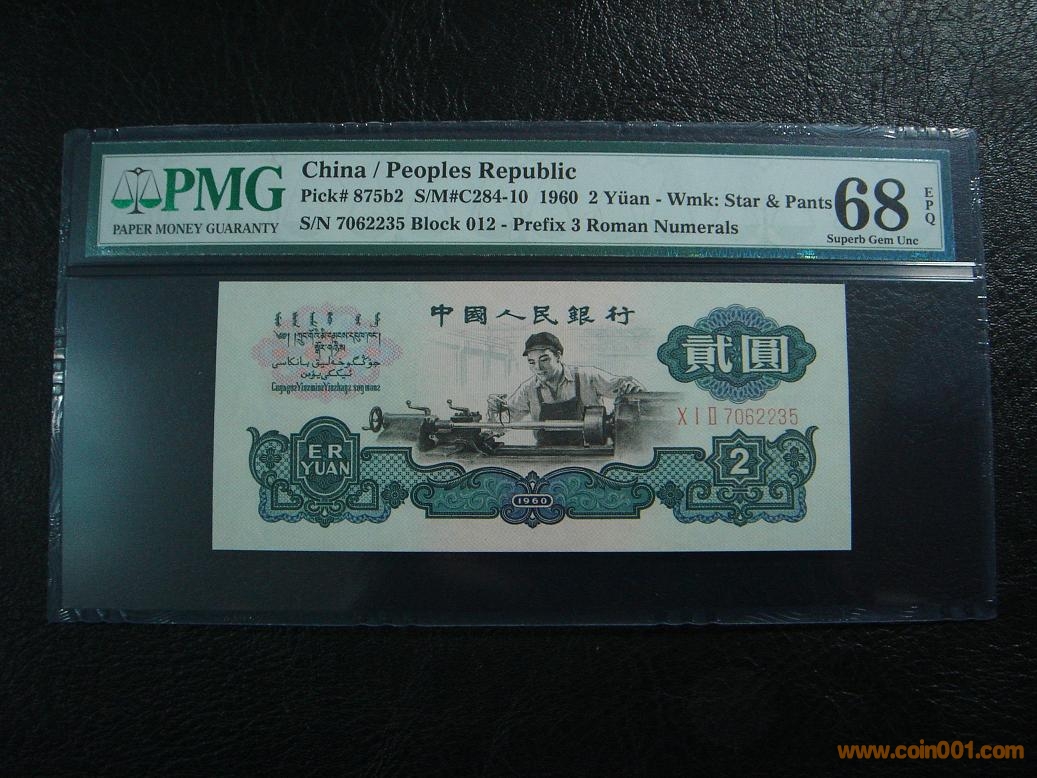 PMG
PAPER MONEY GUARANTY
China / Peoples Republic
Pick# 875b2 S/M#C284-10 1960 2 Yüan - Wmk: Star & Pants
S/N 7062235 Block 012 - Prefix 3 Roman Numerals
68
EPQ
Superb Gem Unc
中國人民銀行
貳圓
X I II 7062235
ER
YUAN
1960
2
www.coin001.com